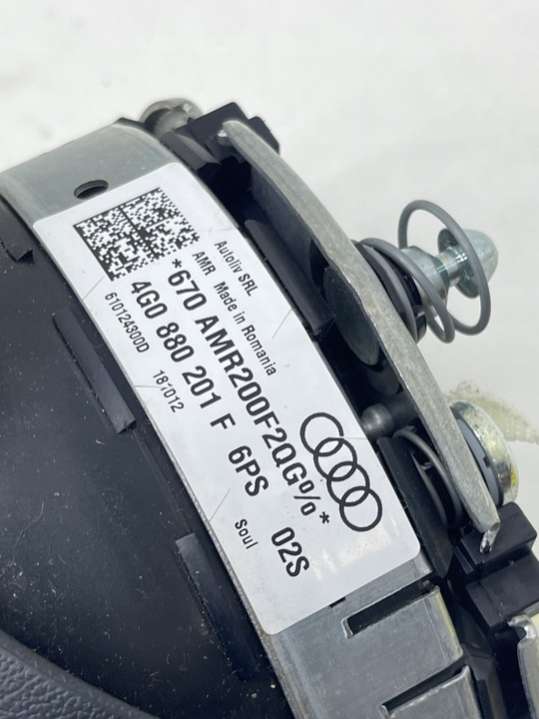 Autoliv SRL
AMR Made in Romania
*670 AMR200F2QG%*
4G0 880 201 F 6PS 02S
610124300D 181012 Soul